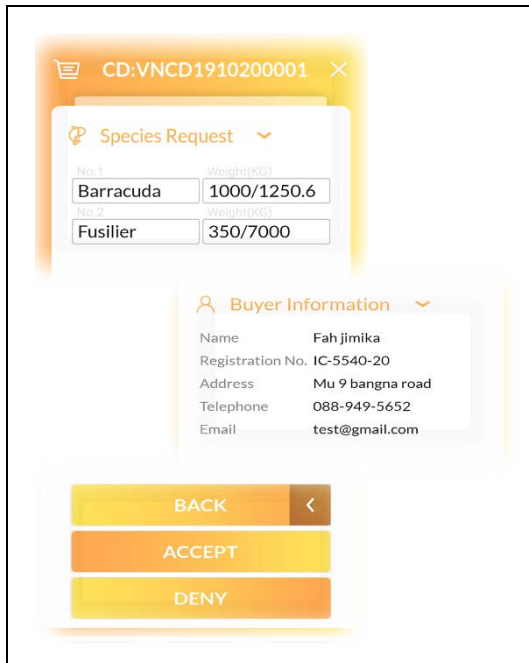 CD:VNCD1910200001
Species Request
No.1 Weight(KG)
Barracuda 1000/1250.6
No.2 Weight(KG)
Fusilier 350/7000
Buyer Information
Name Fah jimika
Registration No. IC-5540-20
Address Mu 9 bangna road
Telephone 088-949-5652
Email test@gmail.com
BACK
ACCEPT
DENY